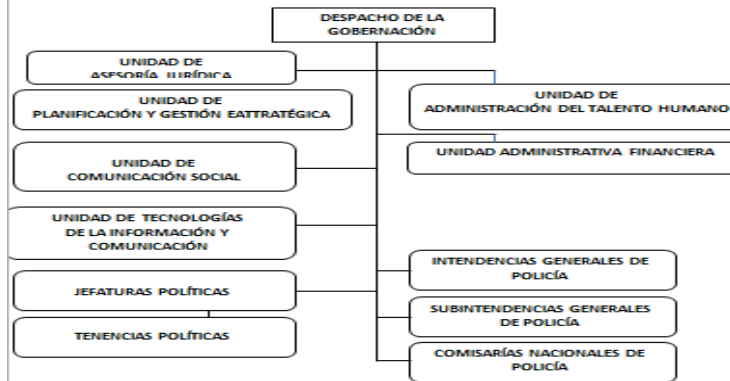 DESPACHO DE LA
GOBERNACIÓN
UNIDAD DE
ASESORÍA JURÍDICA
UNIDAD DE
PLANIFICACIÓN Y GESTIÓN EATTRATÉGICA
UNIDAD DE
ADMINISTRACIÓN DEL TALENTO HUMANO
UNIDAD ADMINISTRATIVA FINANCIERA
UNIDAD DE
COMUNICACIÓN SOCIAL
UNIDAD DE TECNOLOGÍAS
DE LA INFORMACIÓN Y
COMUNICACIÓN
INTENDENCIAS GENERALES DE
POLICÍA
JEFATURAS POLÍTICAS
SUBINTENDENCIAS GENERALES
DE POLICÍA
TENENCIAS POLÍTICAS
COMISARÍAS NACIONALES DE
POLICÍA